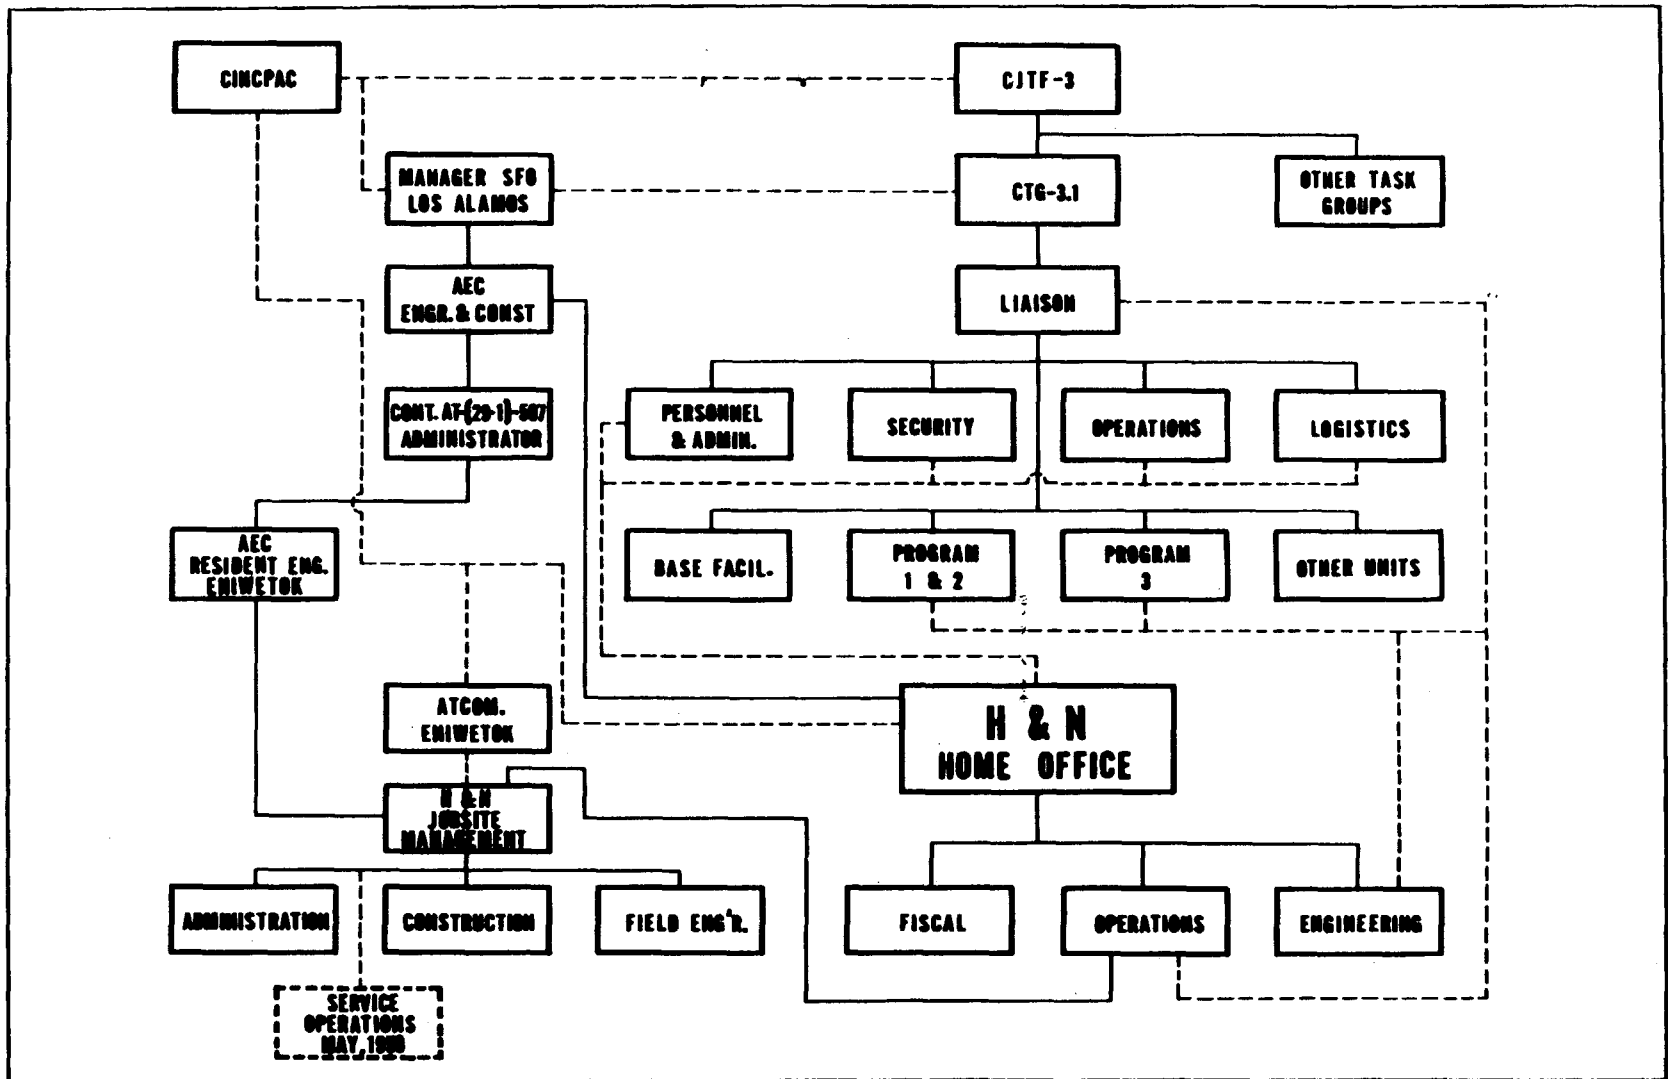 CINCPAC
CJTF-3
MANAGER SFO
LOS ALAMOS
CTG-3.1
OTHER TASK
GROUPS
AEC
ENGR. & CONST
LIAISON
CONT. AT-(29-1)-507
ADMINISTRATOR
PERSONNEL
& ADMIN.
SECURITY
OPERATIONS
LOGISTICS
AEC
RESIDENT ENG.
ENIWETOK
BASE FACIL.
PROGRAM
1 & 2
PROGRAM
3
OTHER UNITS
ATCOM.
ENIWETOK
H & N
HOME OFFICE
H & N
JOBSITE
MANAGEMENT
ADMINISTRATION
CONSTRUCTION
FIELD ENG'R.
FISCAL
OPERATIONS
ENGINEERING
SERVICE
OPERATIONS
MAY,